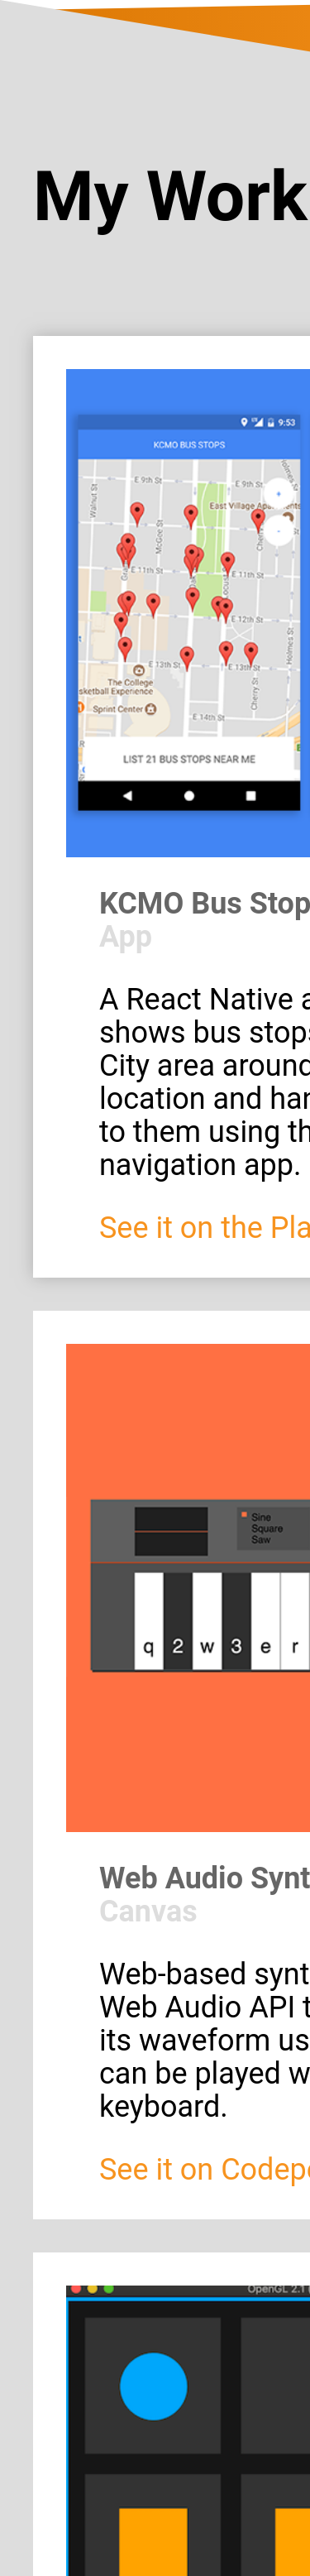 My Work
9:53
KCMO BUS STOPS
E 9th St
E 9th St
Walnut St
McGee St
East Village Apartments
E 11th St
E 11th St
E 12th St
E 13th St
E 13th St
Holmes St
The College
sketball Experience
Cherry St
Sprint Center
E 14th St
LIST 21 BUS STOPS NEAR ME
KCMO Bus Stop
App
A React Native a
shows bus stops
City area around
location and han
to them using th
navigation app.
See it on the Pla
Sine
Square
Saw
q 2 w 3 e r
Web Audio Synt
Canvas
Web-based synt
Web Audio API t
its waveform us
can be played w
keyboard.
See it on Codepe
OpenGL 2.1